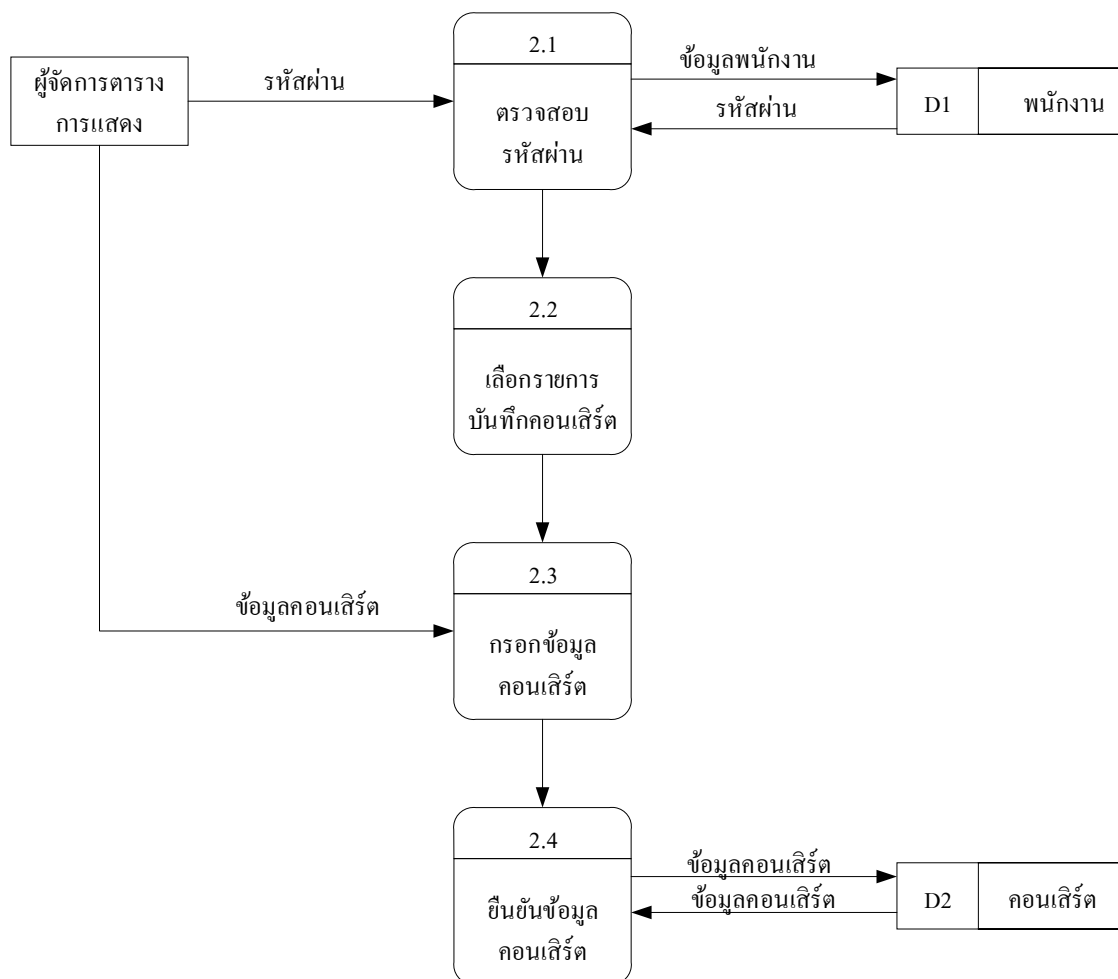 2.1
ผู้จัดการตาราง
การแสดง
รหัสผ่าน
ตรวจสอบ
รหัสผ่าน
ข้อมูลพนักงาน
รหัสผ่าน
D1
พนักงาน
2.2
เลือกรายการ
บันทึกคอนเสิร์ต
2.3
ข้อมูลคอนเสิร์ต
กรอกข้อมูล
คอนเสิร์ต
2.4
ยืนยันข้อมูล
คอนเสิร์ต
ข้อมูลคอนเสิร์ต
ข้อมูลคอนเสิร์ต
D2
คอนเสิร์ต